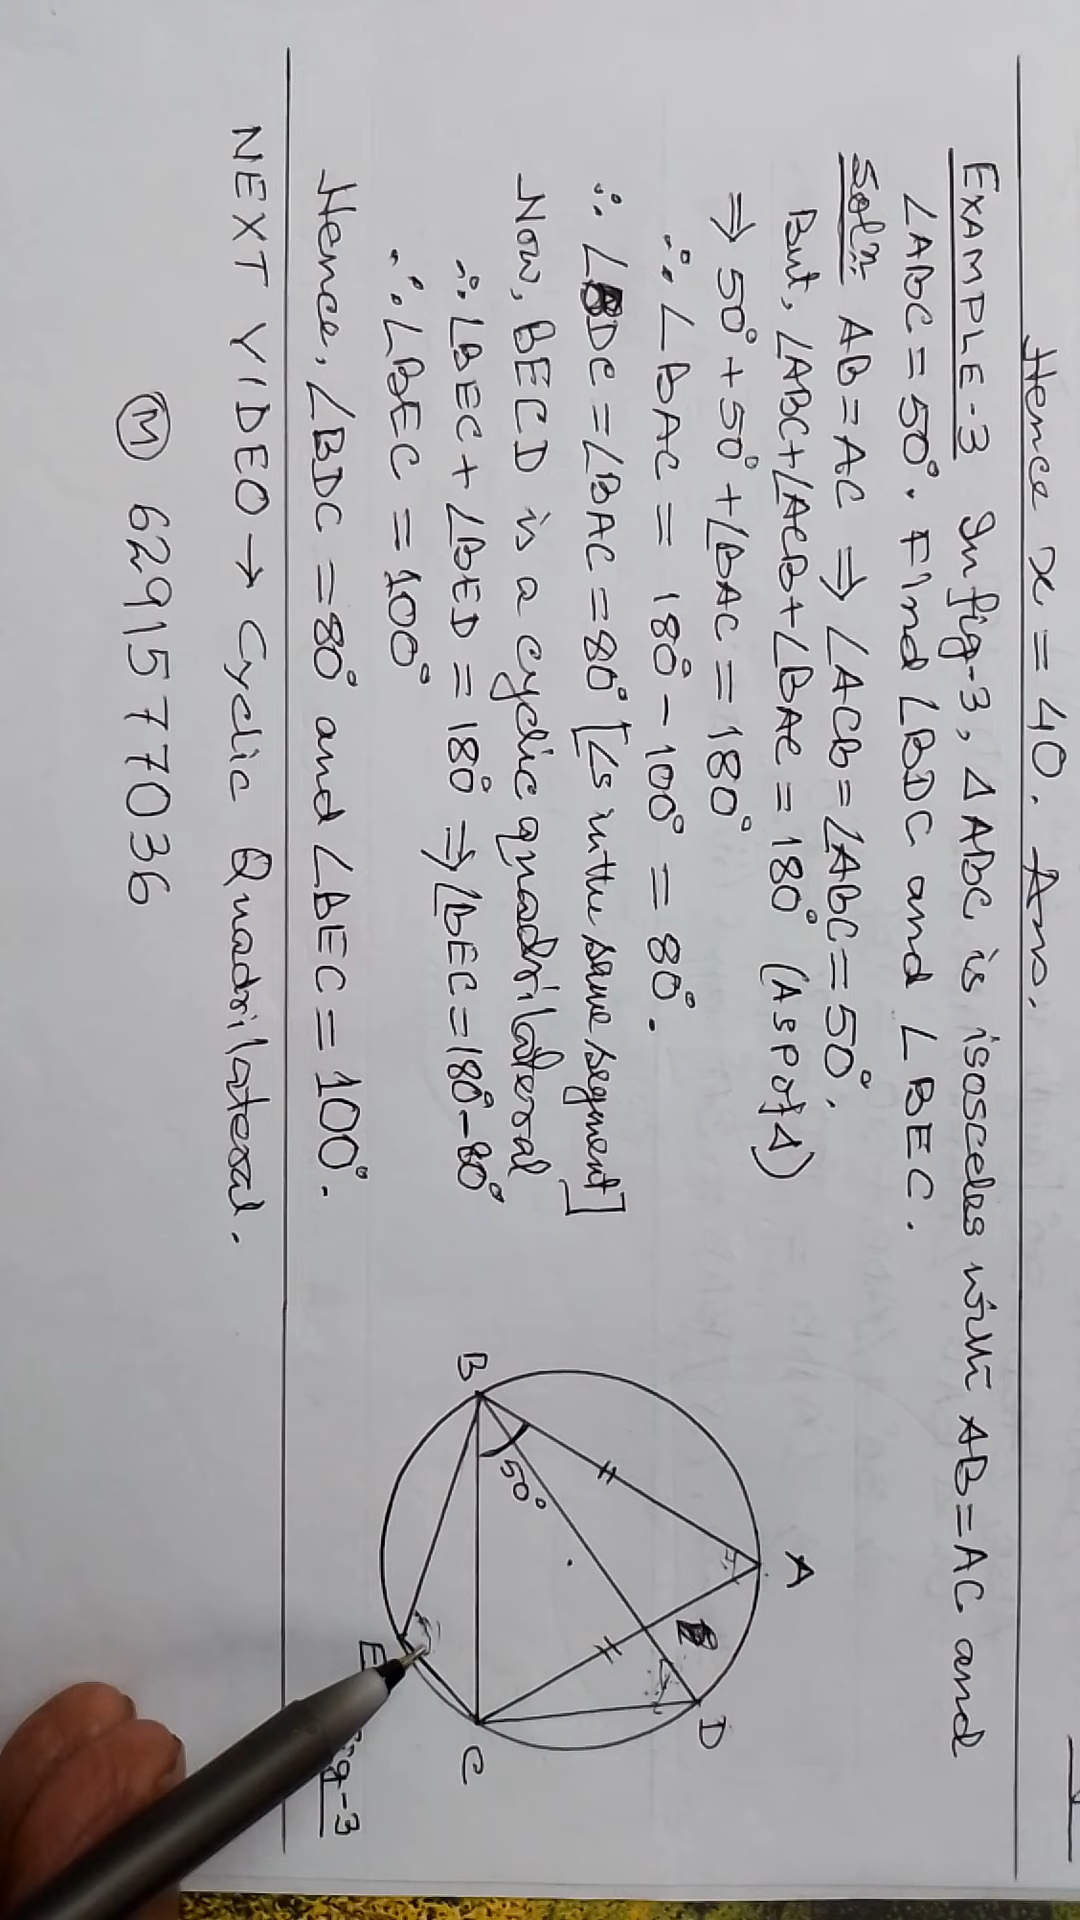 Hence x = 40. Ans.
EXAMPLE-3 In fig-3, Δ ABC is isosceles with AB = AC and
∠ABC = 50°. Find ∠BDC and ∠BEC.
Soln: AB = AC ⇒ ∠ACB = ∠ABC = 50°.
But, ∠ABC + ∠ACB + ∠BAC = 180° (ASP of Δ)
⇒ 50° + 50° + ∠BAC = 180°
∴ ∠BAC = 180° - 100° = 80°.
∴ ∠BDC = ∠BAC = 80° [∠s in the same segment]
Now, BECD is a cyclic quadrilateral
∴ ∠BEC + ∠BED = 180° ⇒ ∠BEC = 180° - 80°
∴ ∠BEC = 100°
Hence, ∠BDC = 80° and ∠BEC = 100°.
NEXT VIDEO → Cyclic Quadrilateral.
M 6291577036
A
D
B
50°
C
E
g-3